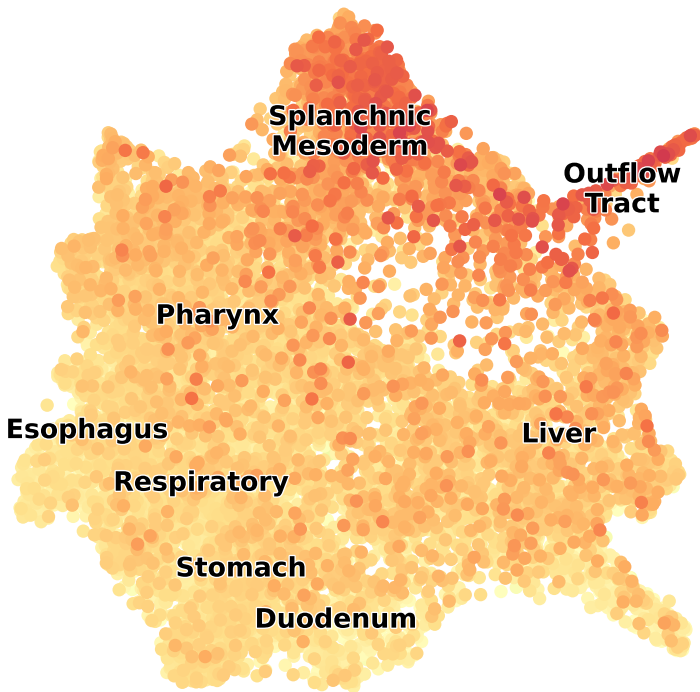 Splanchnic
Mesoderm
Outflow
Tract
Pharynx
Esophagus
Liver
Respiratory
Stomach
Duodenum